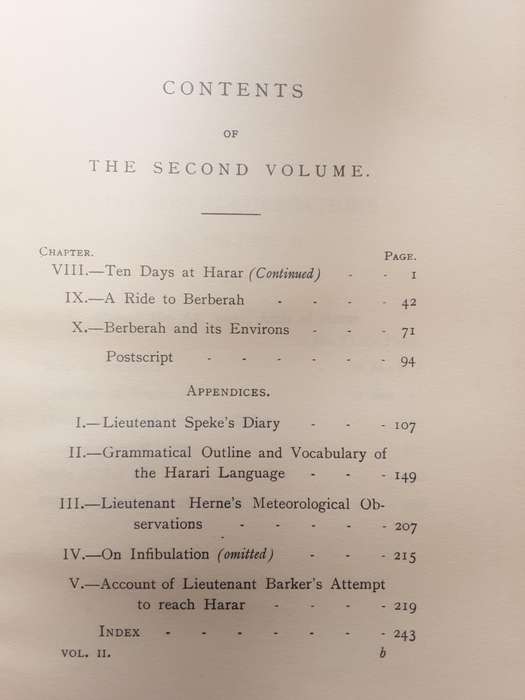 CONTENTS
OF
THE SECOND VOLUME.
CHAPTER. PAGE.
VIII.—Ten Days at Harar (Continued) - - 1
IX.—A Ride to Berberah - - - - 42
X.—Berberah and its Environs - - - 71
Postscript - - - - - - 94
APPENDICES.
I.—Lieutenant Speke's Diary - - - 107
II.—Grammatical Outline and Vocabulary of
the Harari Language - - - 149
III.—Lieutenant Herne's Meteorological Ob-
servations - - - - - 207
IV.—On Infibulation (omitted) - - - 215
V.—Account of Lieutenant Barker's Attempt
to reach Harar - - - - 219
INDEX - - - - - - - 243
VOL. II. b